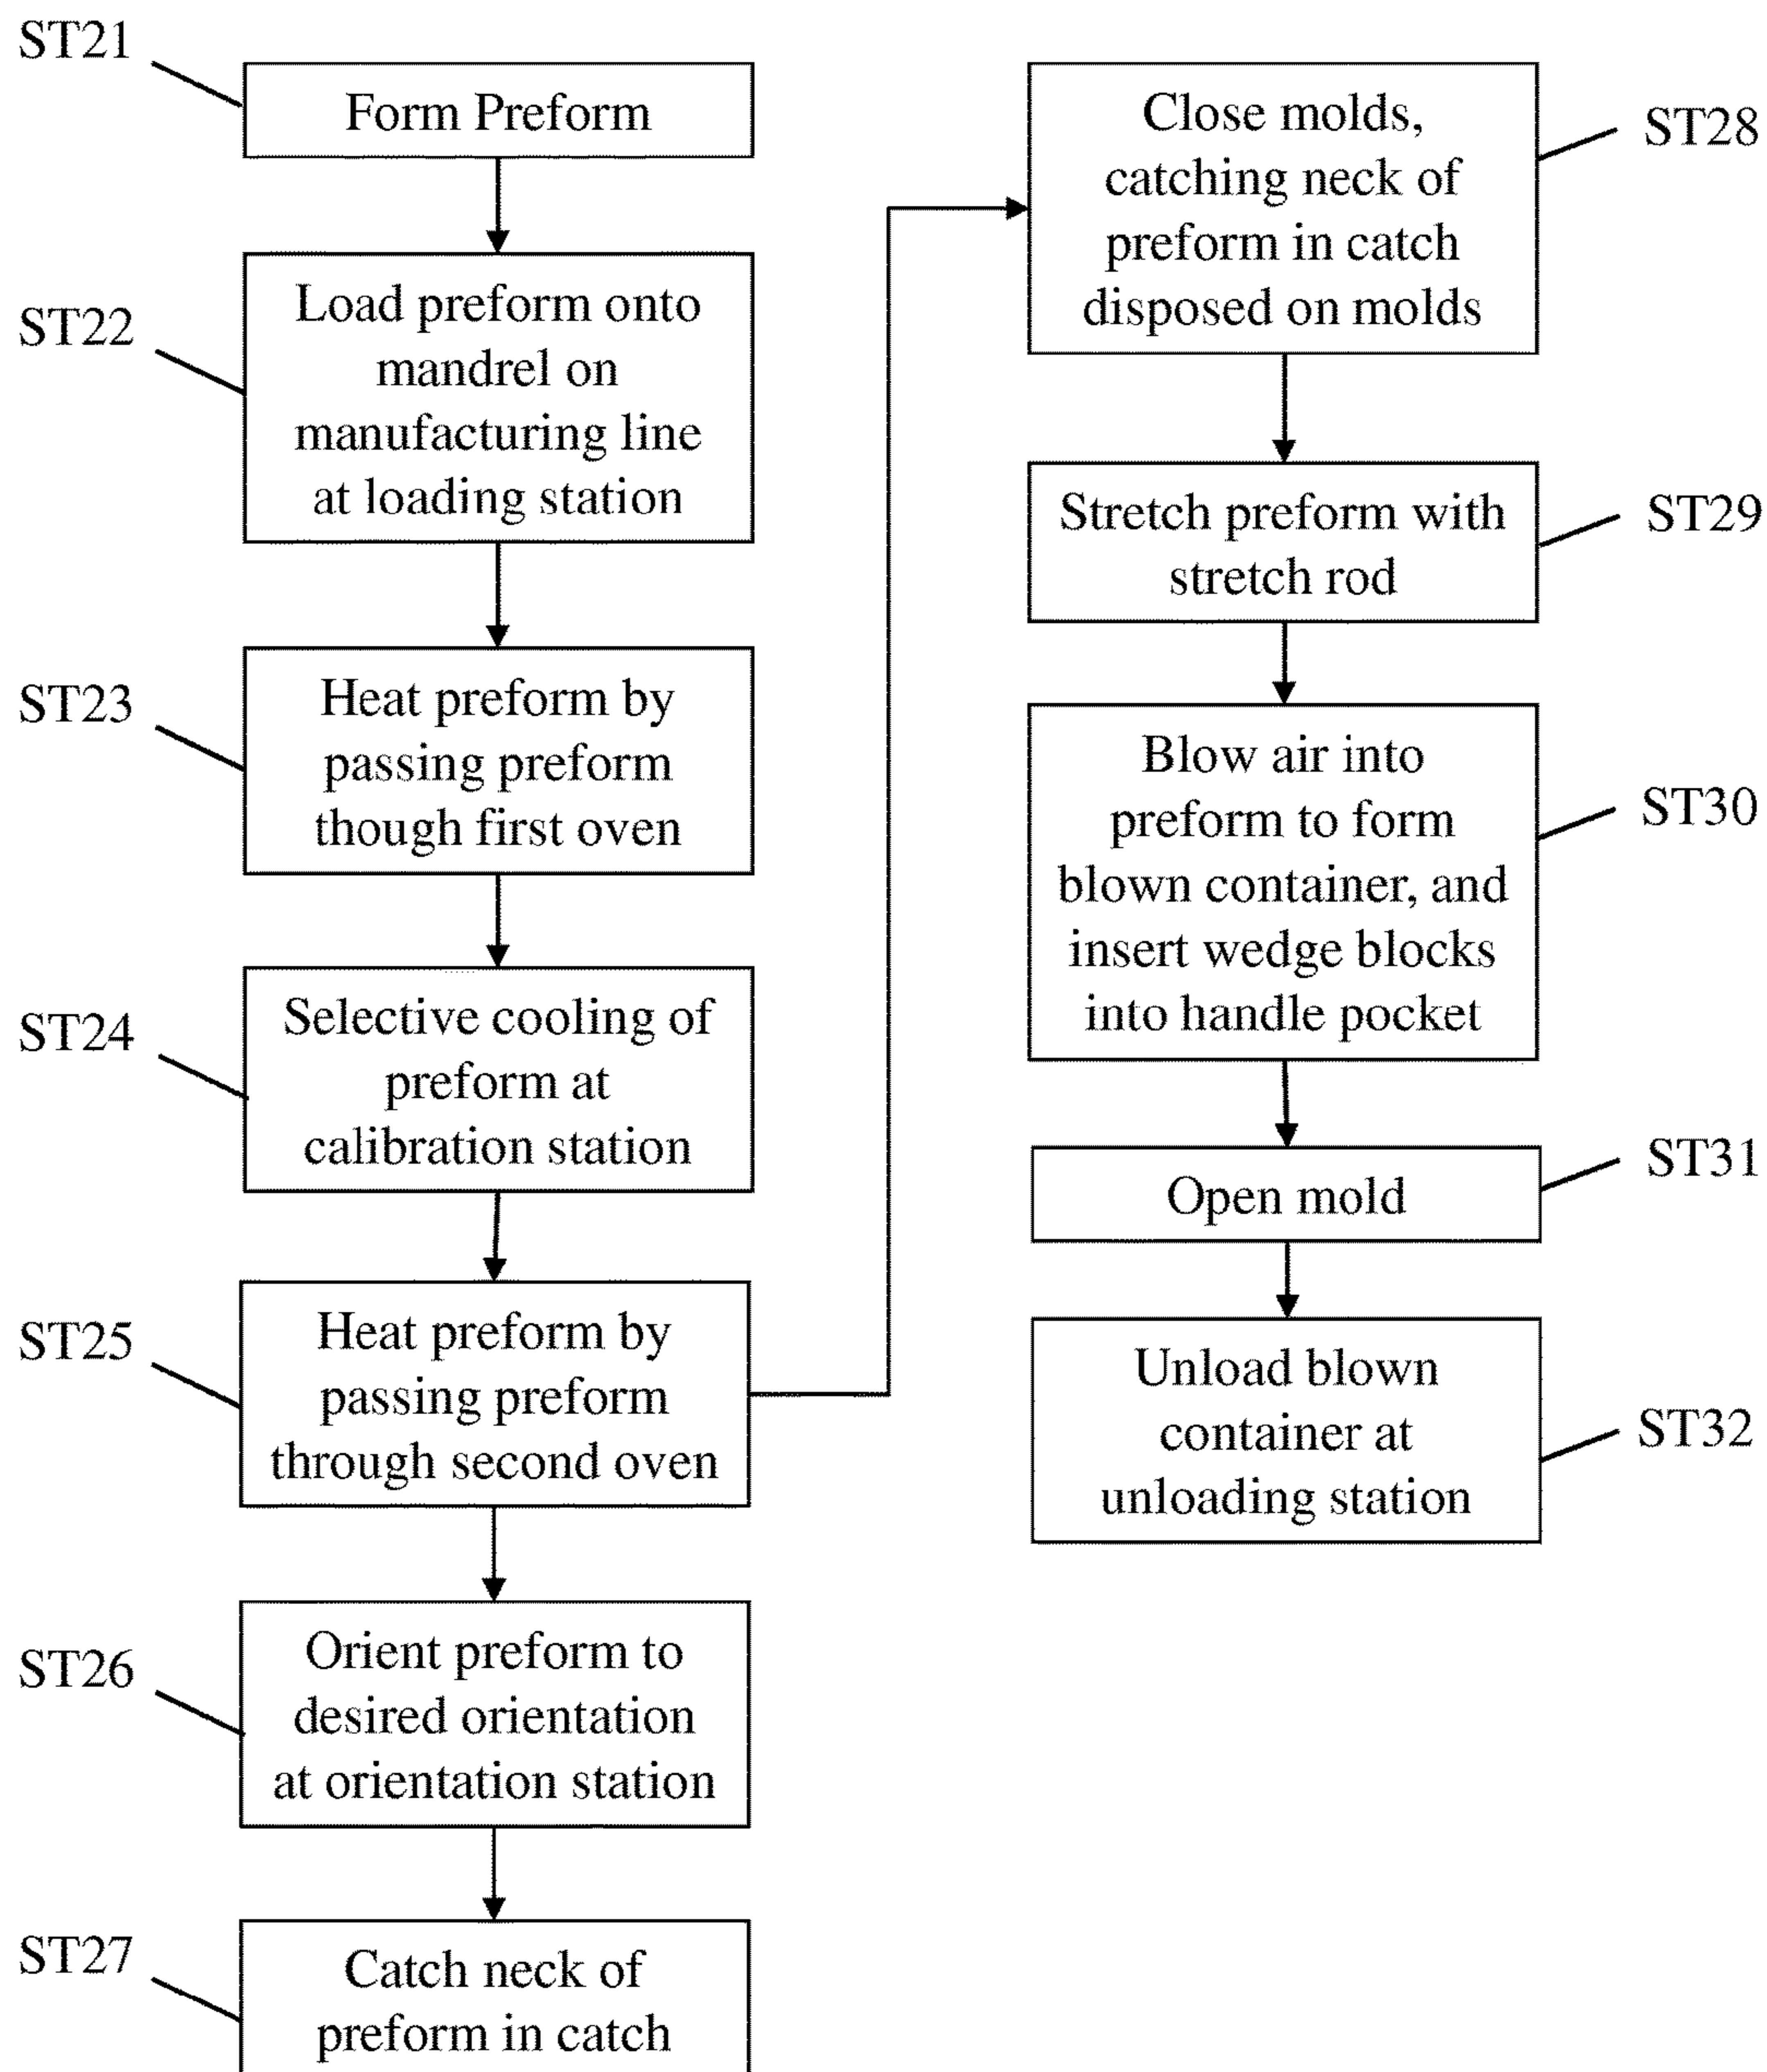 ST21
Form Preform
ST22
Load preform onto
mandrel on
manufacturing line
at loading station
ST23
Heat preform by
passing preform
though first oven
ST24
Selective cooling of
preform at
calibration station
ST25
Heat preform by
passing preform
through second oven
ST26
Orient preform to
desired orientation
at orientation station
ST27
Catch neck of
preform in catch
Close molds,
catching neck of
preform in catch
disposed on molds
ST28
Stretch preform with
stretch rod
ST29
Blow air into
preform to form
blown container, and
insert wedge blocks
into handle pocket
ST30
Open mold
ST31
Unload blown
container at
unloading station
ST32